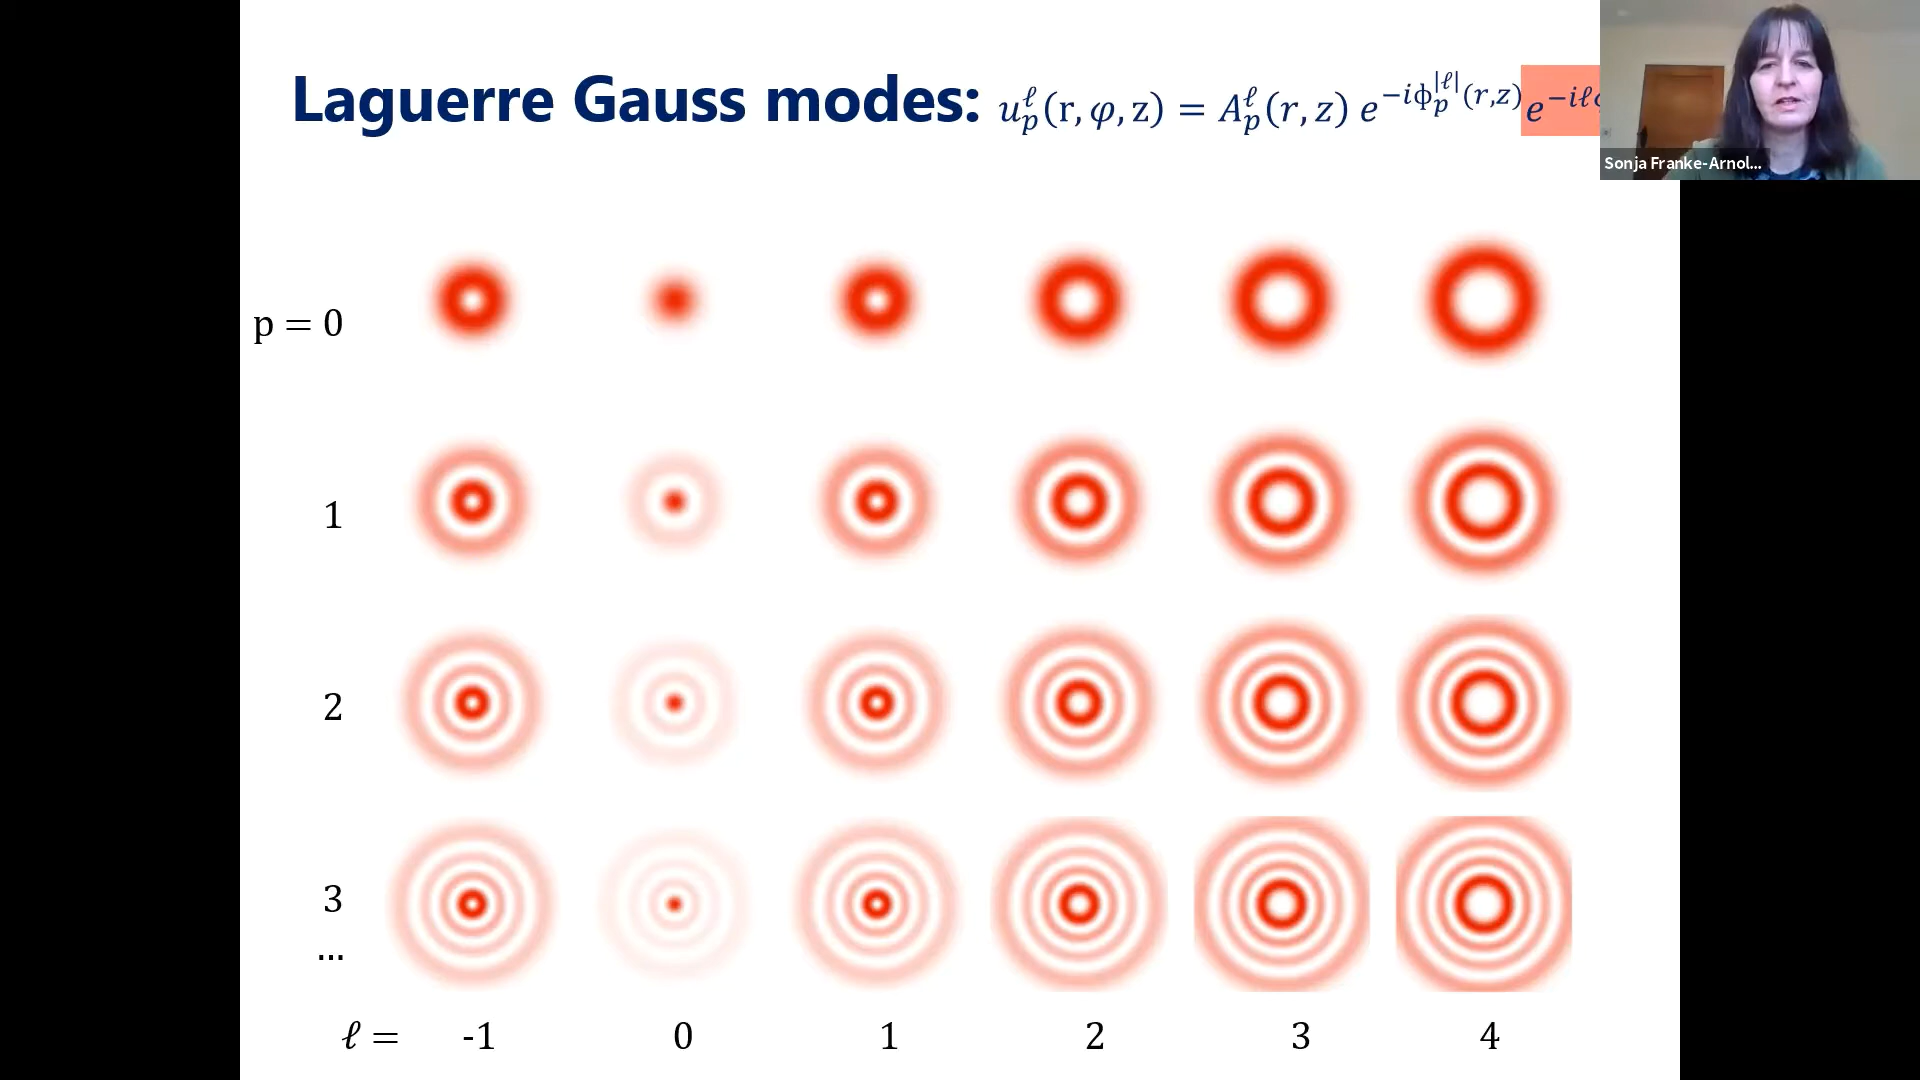 Laguerre Gauss modes: $u_p^\ell(\mathrm{r}, \varphi, \mathrm{z}) = A_p^\ell(r, z)\, e^{-i\phi_p^{|\ell|}(r,z)} e^{-i\ell}$
Sonja Franke-Arnol...
p = 0
1
2
3
...
ℓ = -1 0 1 2 3 4